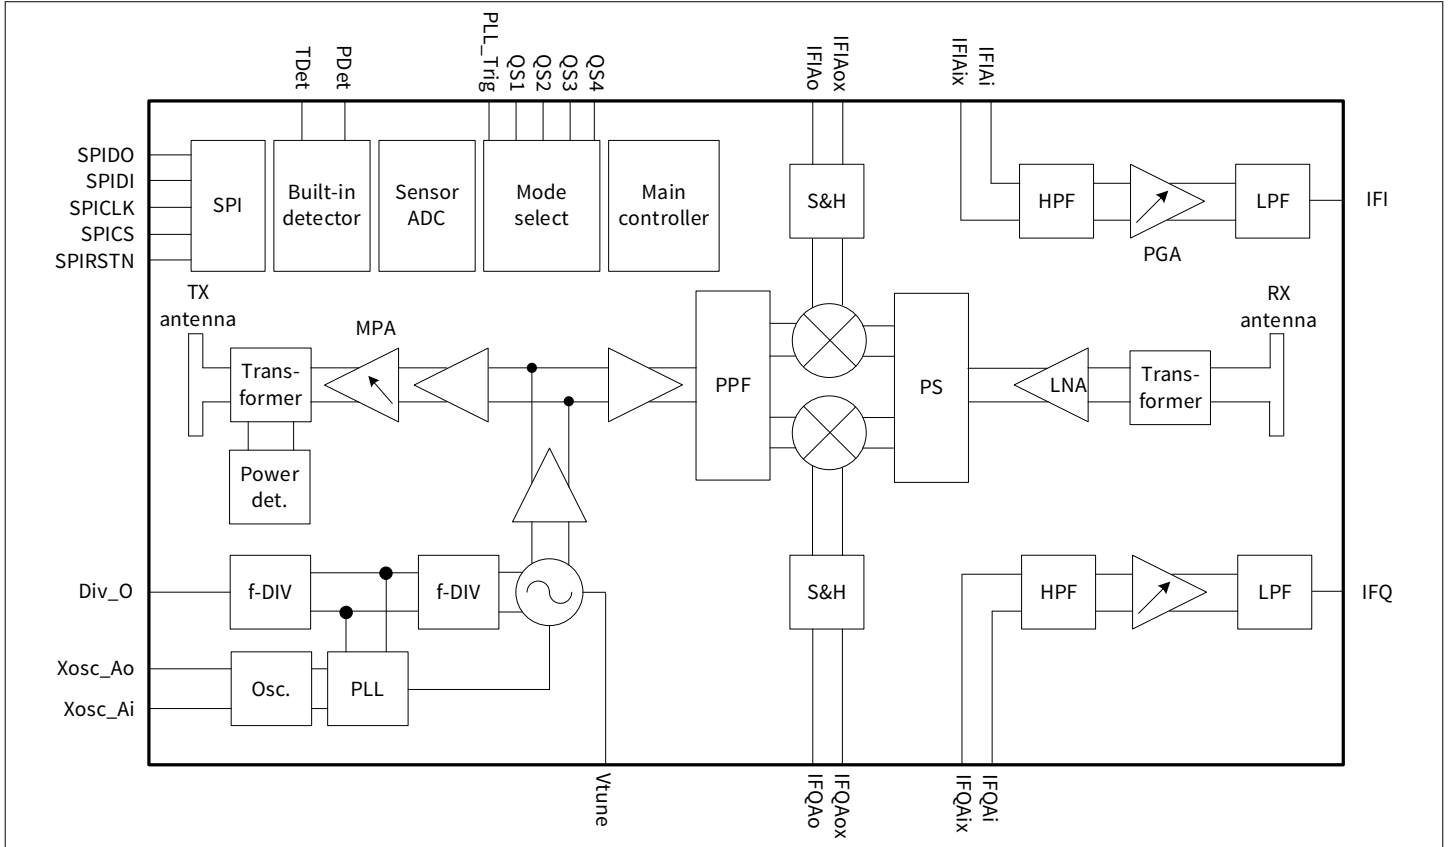 TDet
PDet
PLL_Trig
QS1
QS2
QS3
QS4
IFIAo
IFIAox
IFIAix
IFIAi
SPIDO
SPIDI
SPICLK
SPICS
SPIRSTN
SPI
Built-in
detector
Sensor
ADC
Mode
select
Main
controller
S&H
HPF
PGA
LPF
IFI
TX
antenna
MPA
Trans-
former
Power
det.
PPF
PS
LNA
Trans-
former
RX
antenna
Div_O
f-DIV
f-DIV
S&H
HPF
LPF
IFQ
Xosc_Ao
Xosc_Ai
Osc.
PLL
Vtune
IFQAo
IFQAox
IFQAix
IFQAi